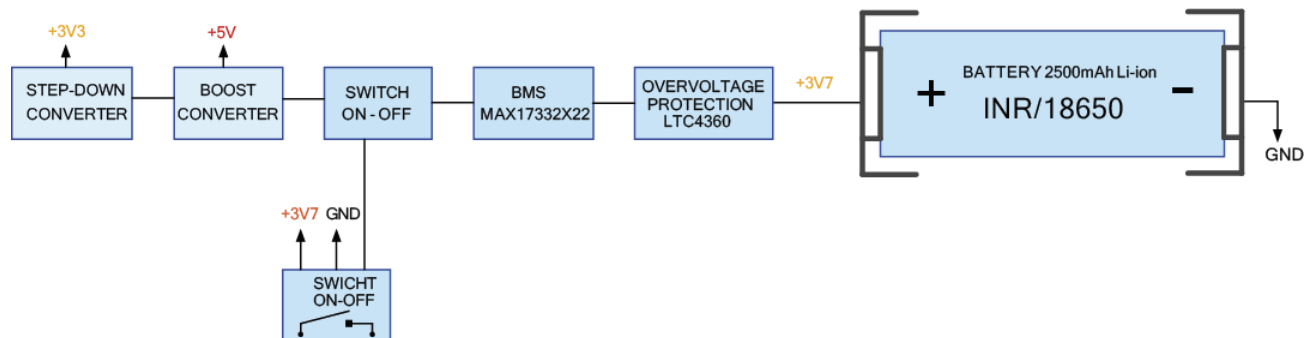 +3V3
+5V
STEP-DOWN
CONVERTER
BOOST
CONVERTER
SWITCH
ON - OFF
BMS
MAX17332X22
OVERVOLTAGE
PROTECTION
LTC4360
+3V7
+
BATTERY 2500mAh Li-ion
INR/18650
-
GND
+3V7
GND
SWICHT
ON-OFF